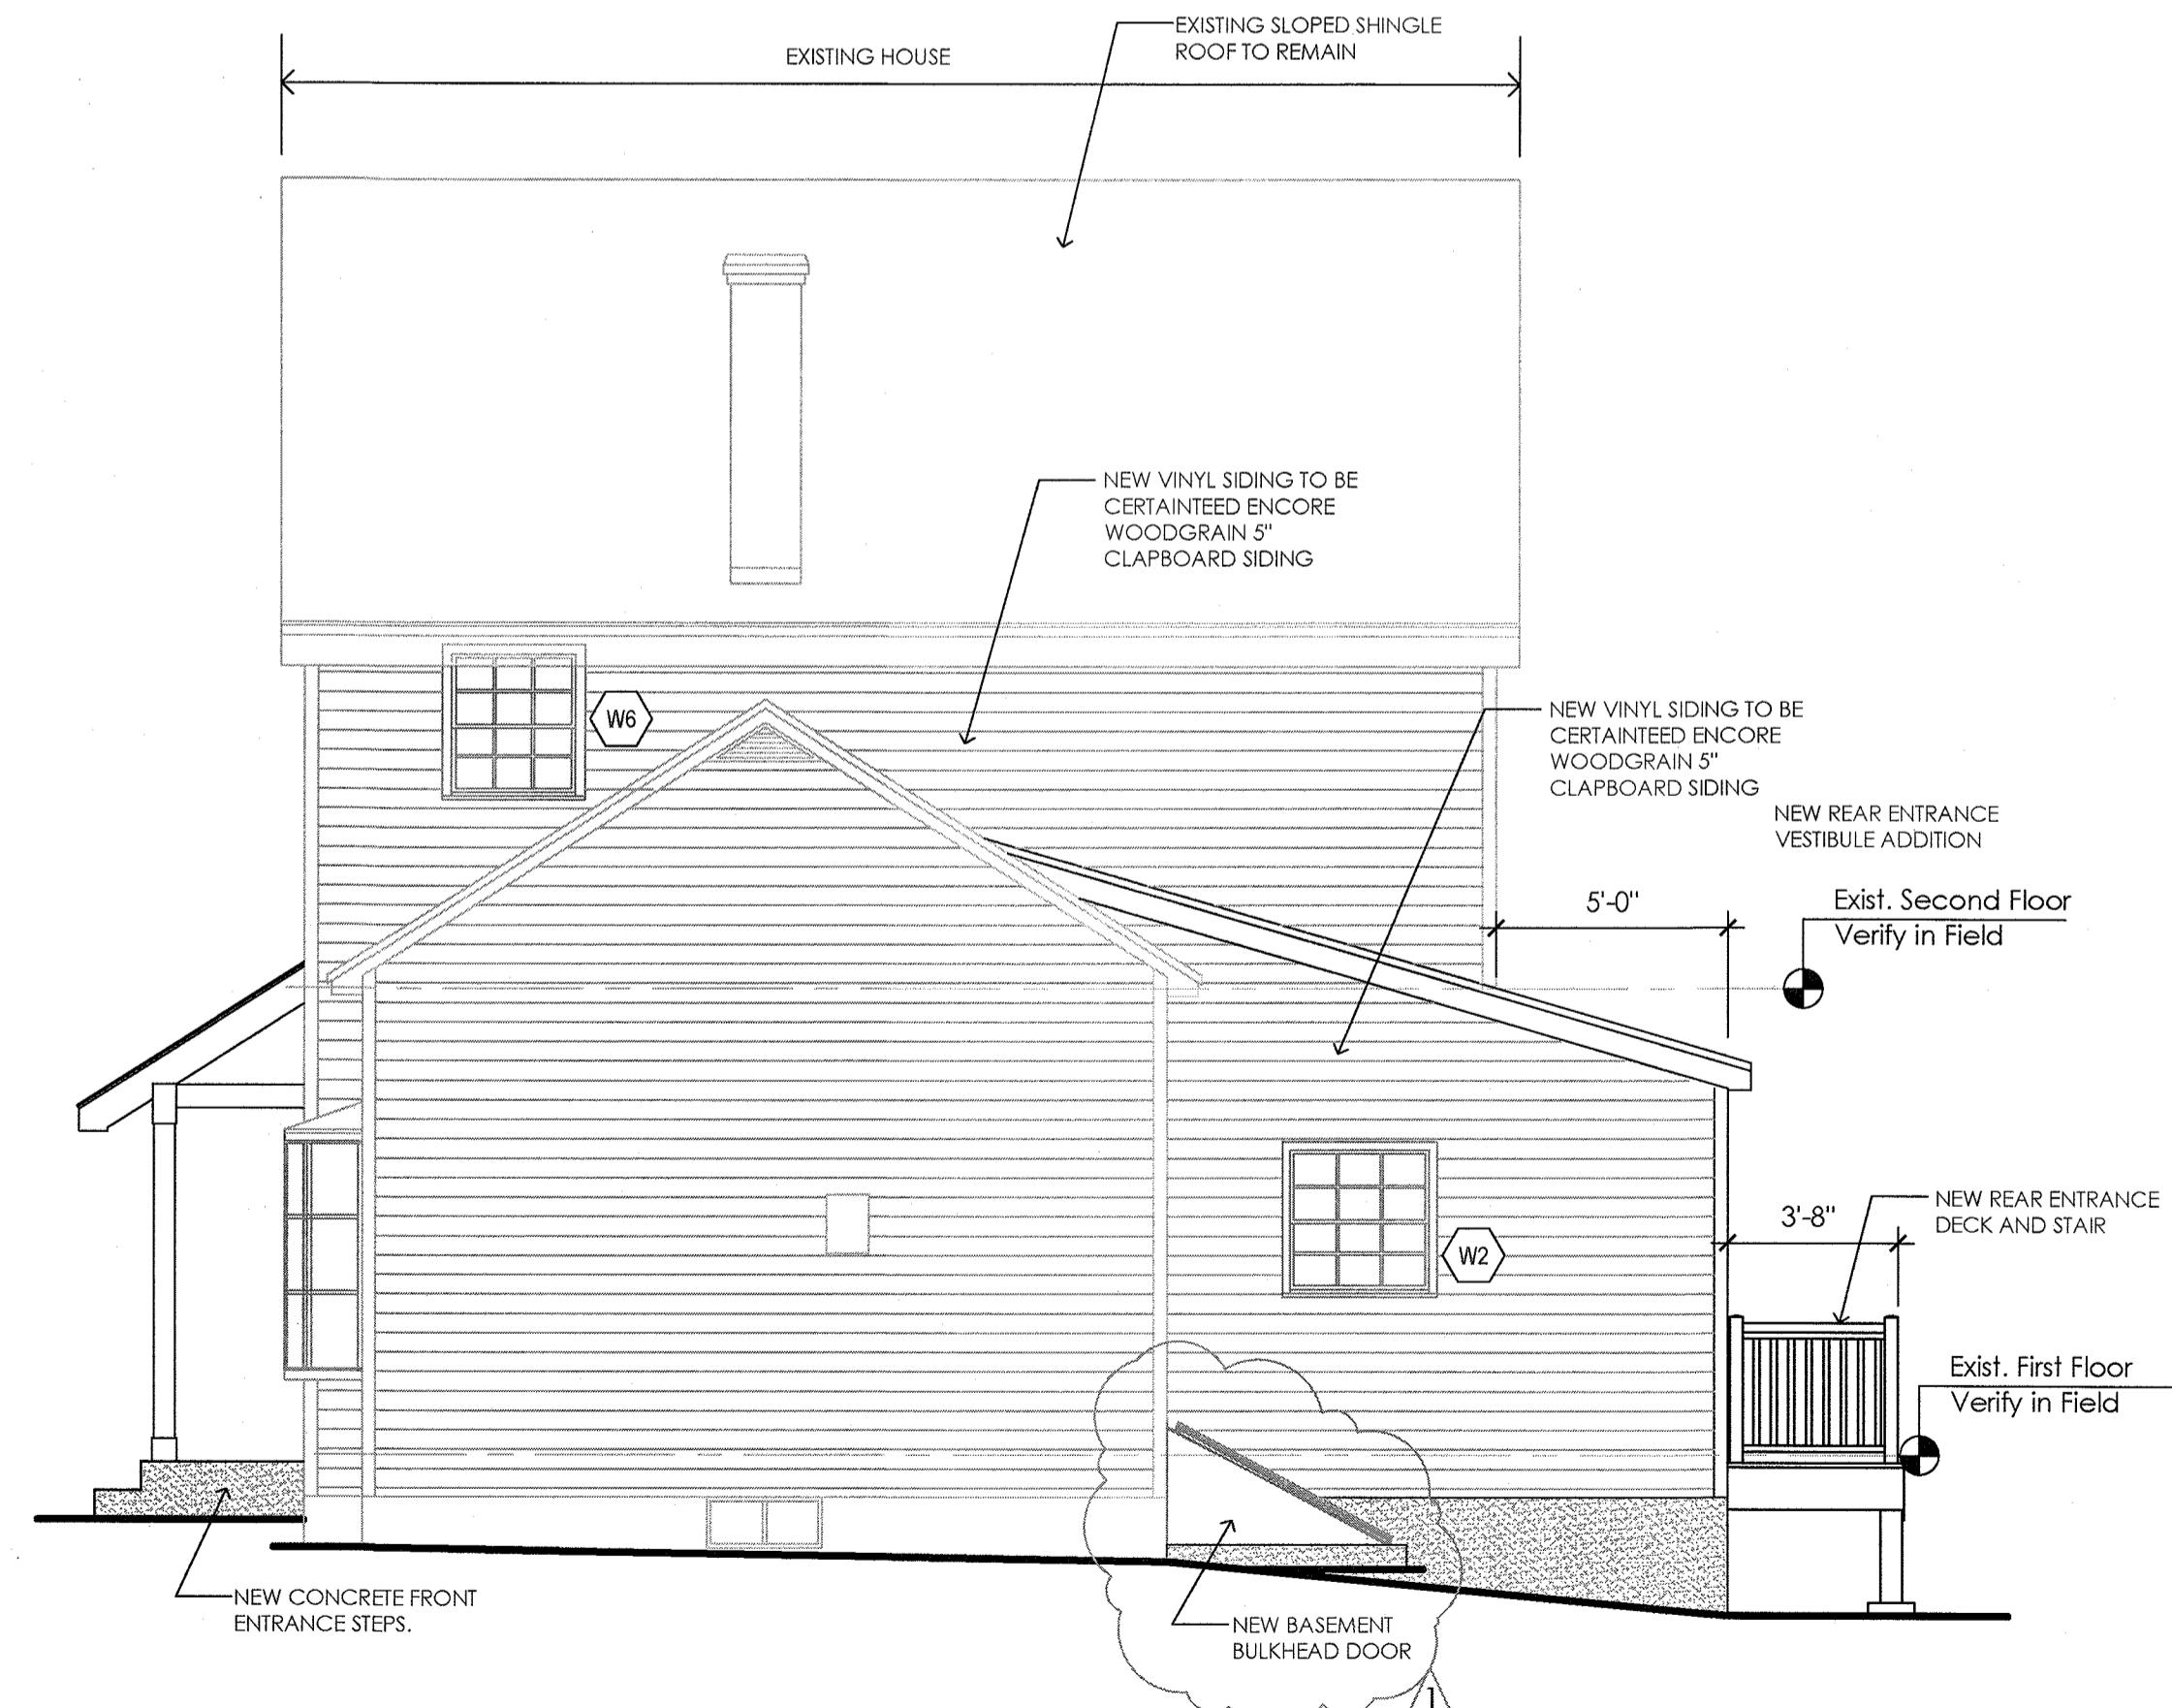 EXISTING SLOPED SHINGLE
ROOF TO REMAIN
EXISTING HOUSE
NEW VINYL SIDING TO BE
CERTAINTEED ENCORE
WOODGRAIN 5"
CLAPBOARD SIDING
W6
NEW VINYL SIDING TO BE
CERTAINTEED ENCORE
WOODGRAIN 5"
CLAPBOARD SIDING
NEW REAR ENTRANCE
VESTIBULE ADDITION
5'-0"
Exist. Second Floor
Verify in Field
NEW REAR ENTRANCE
DECK AND STAIR
3'-8"
W2
Exist. First Floor
Verify in Field
NEW CONCRETE FRONT
ENTRANCE STEPS.
NEW BASEMENT
BULKHEAD DOOR
1